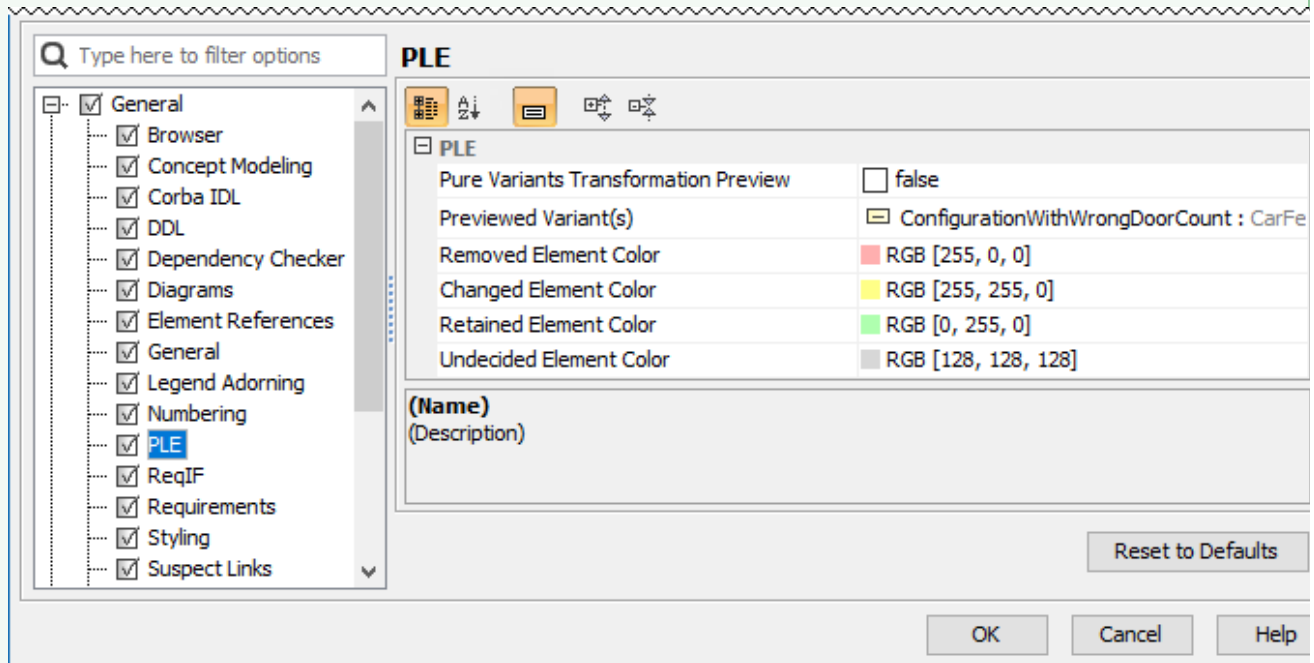 Type here to filter options
General
Browser
Concept Modeling
Corba IDL
DDL
Dependency Checker
Diagrams
Element References
General
Legend Adorning
Numbering
PLE
ReqIF
Requirements
Styling
Suspect Links
PLE
PLE
Pure Variants Transformation Preview false
Previewed Variant(s) ConfigurationWithWrongDoorCount : CarFe
Removed Element Color RGB [255, 0, 0]
Changed Element Color RGB [255, 255, 0]
Retained Element Color RGB [0, 255, 0]
Undecided Element Color RGB [128, 128, 128]
(Name)
(Description)
Reset to Defaults
OK Cancel Help